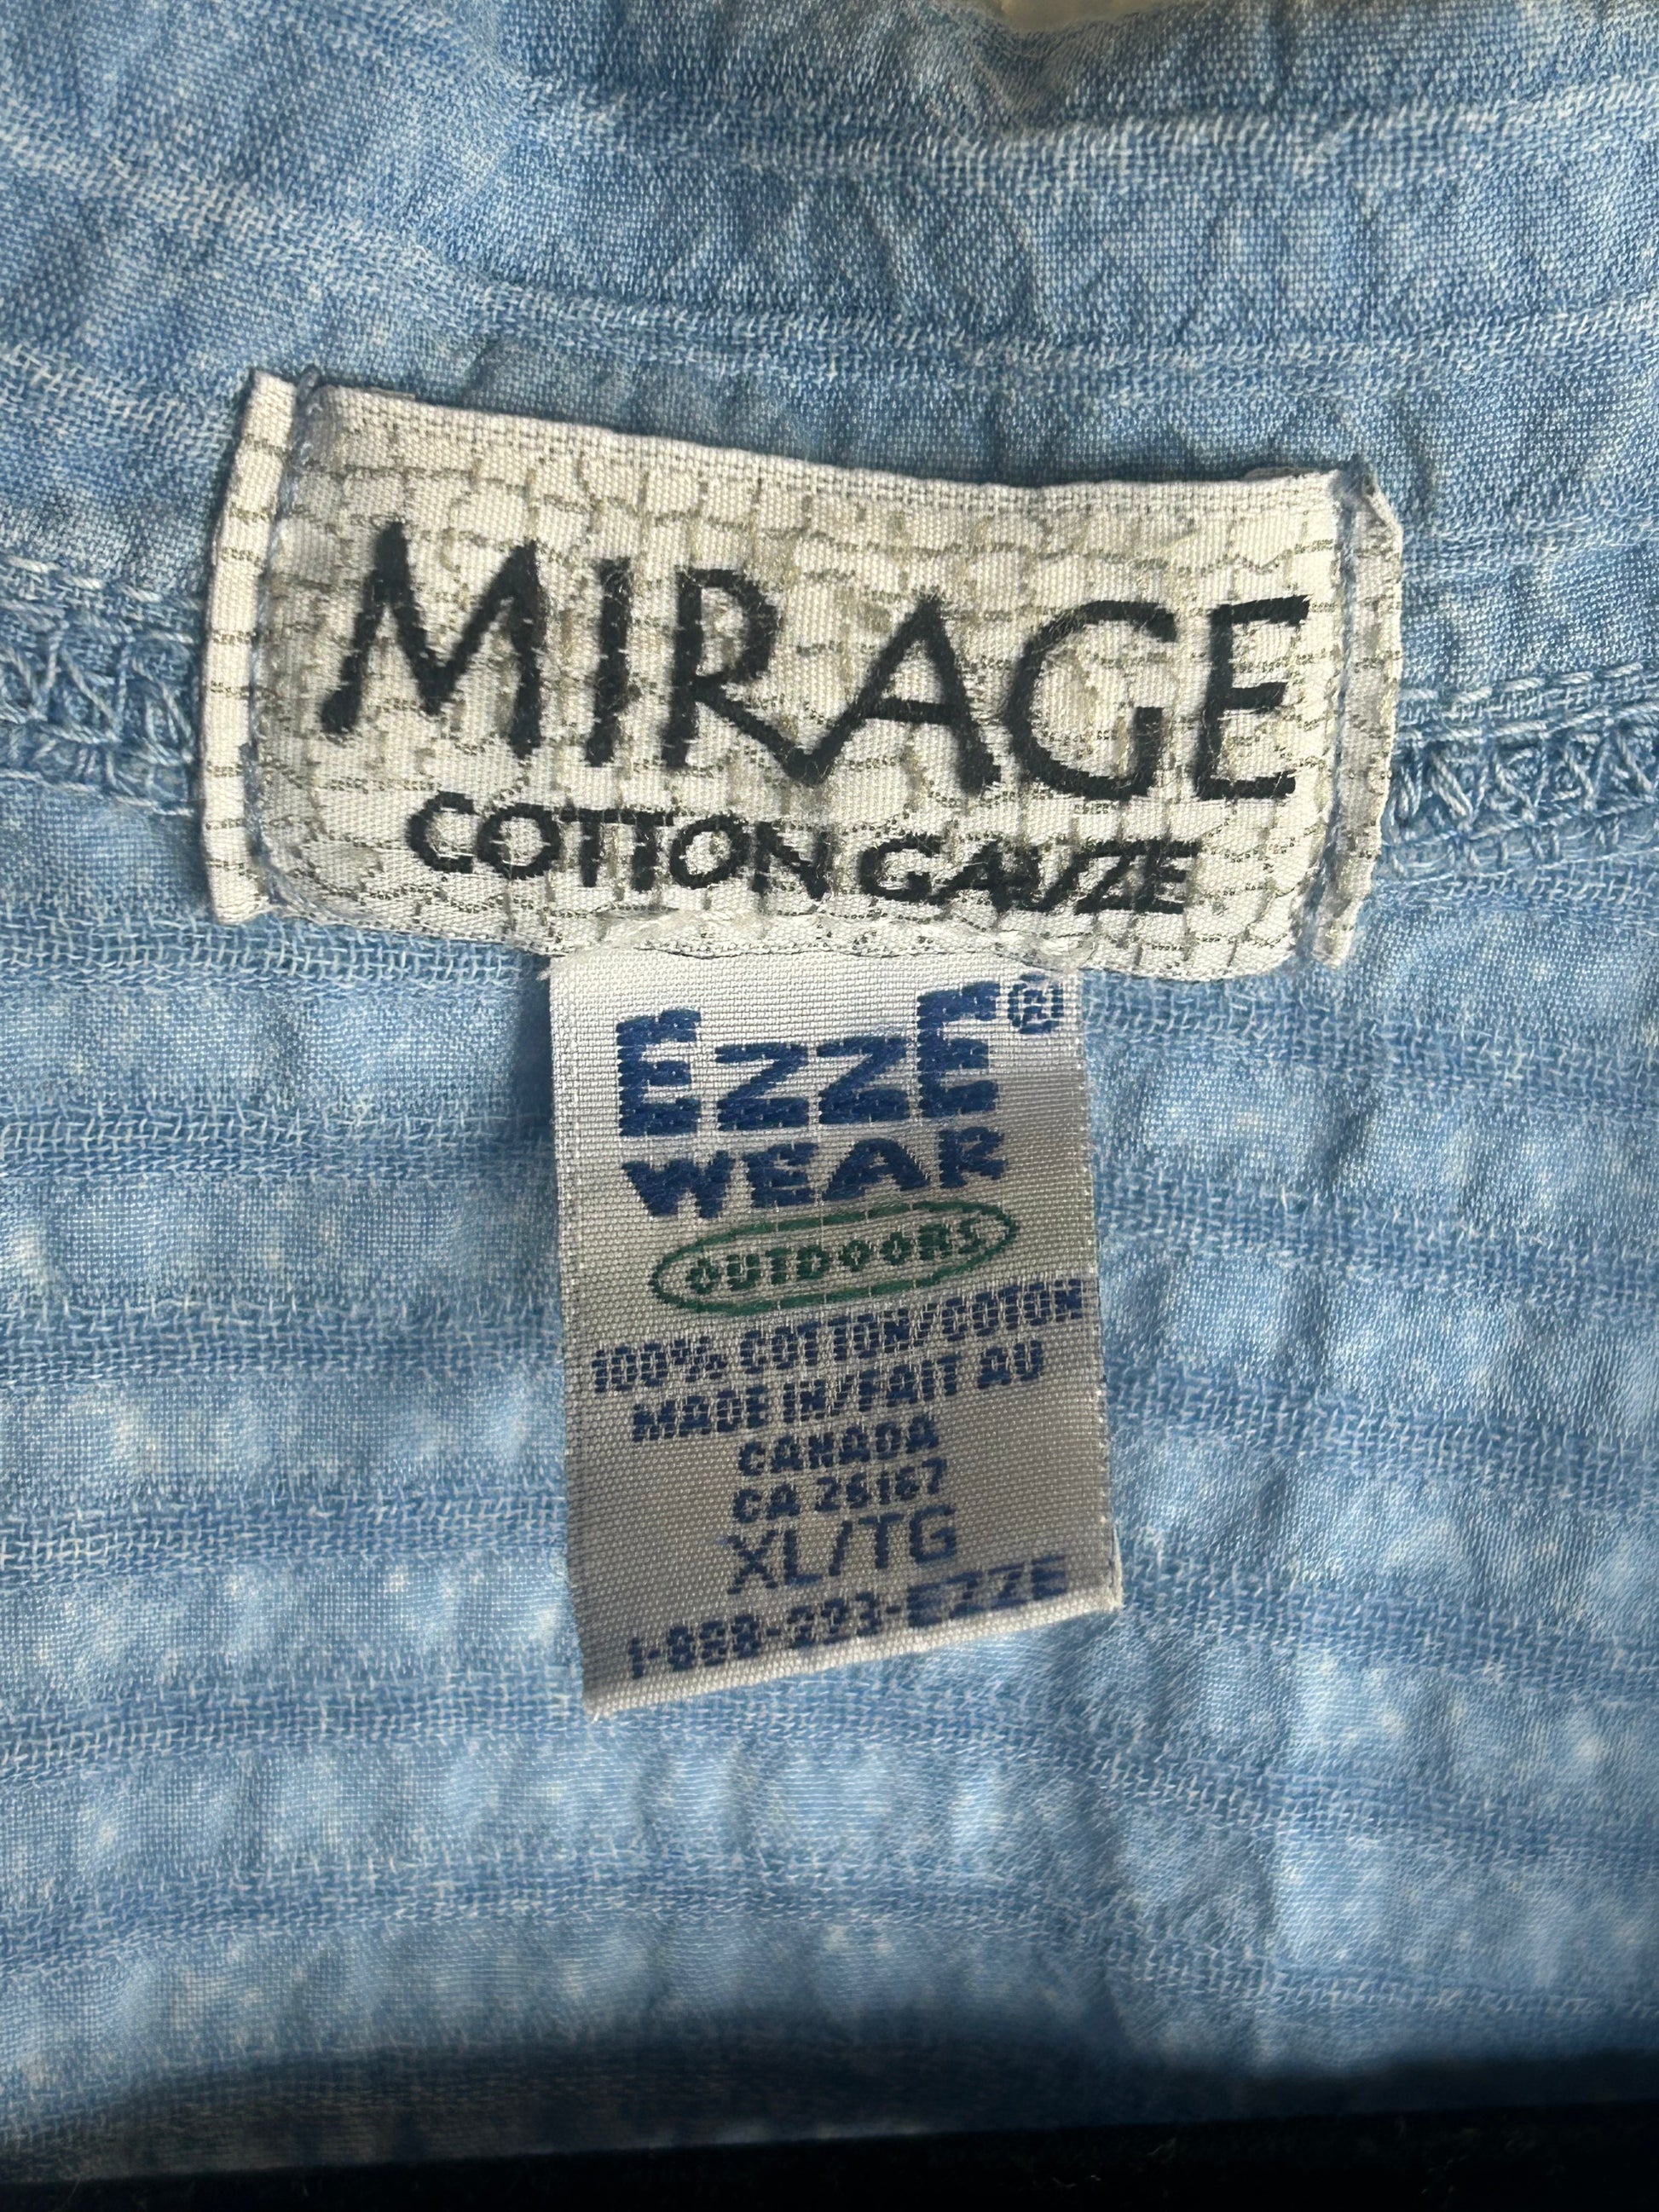 MIRAGE
COTTON GAUZE
EZZE®
WEAR
OUTDOORS
100% COTTON/COTON
MADE IN/FAIT AU
CANADA
CA 26167
XL/TG
1-888-223-EZZE